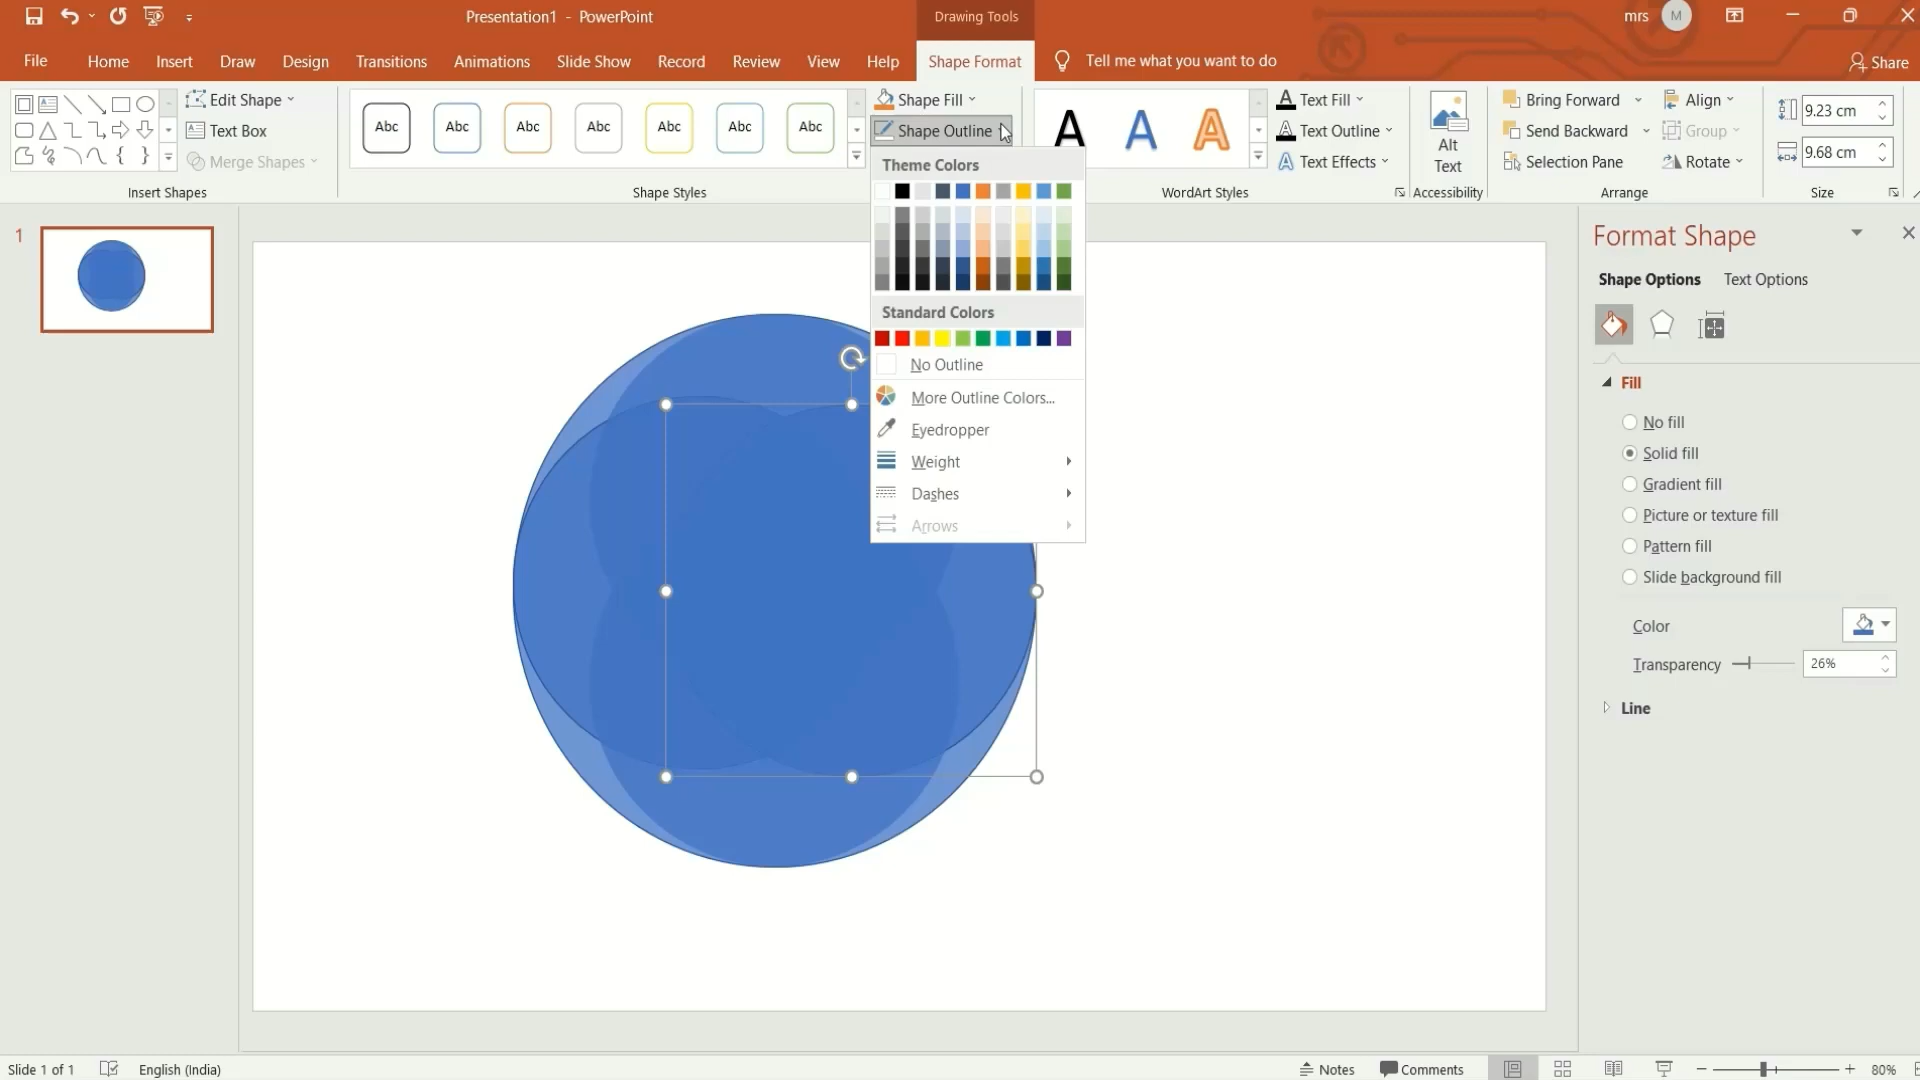 Presentation1 - PowerPoint
Drawing Tools
mrs
M
File
Home
Insert
Draw
Design
Transitions
Animations
Slide Show
Record
Review
View
Help
Shape Format
Tell me what you want to do
Share
Edit Shape
Text Box
Merge Shapes
Insert Shapes
Abc
Abc
Abc
Abc
Abc
Abc
Abc
Shape Styles
Shape Fill
Shape Outline
A
A
A
WordArt Styles
Text Fill
Text Outline
Text Effects
Alt
Text
Accessibility
Bring Forward
Send Backward
Selection Pane
Align
Group
Rotate
Arrange
9.23 cm
9.68 cm
Size
Theme Colors
Standard Colors
No Outline
More Outline Colors...
Eyedropper
Weight
Dashes
Arrows
1
Format Shape
Shape Options
Text Options
Fill
No fill
Solid fill
Gradient fill
Picture or texture fill
Pattern fill
Slide background fill
Color
Transparency
26%
Line
Slide 1 of 1
English (India)
Notes
Comments
80%